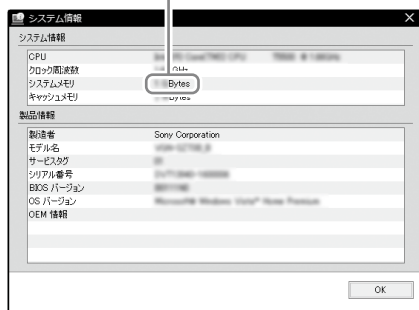 システム情報
システム情報
CPU
クロック周波数
システムメモリ Bytes
キャッシュメモリ Bytes
製品情報
製造者 Sony Corporation
モデル名
サービスタグ
シリアル番号
BIOS バージョン
OS バージョン
OEM 情報
OK